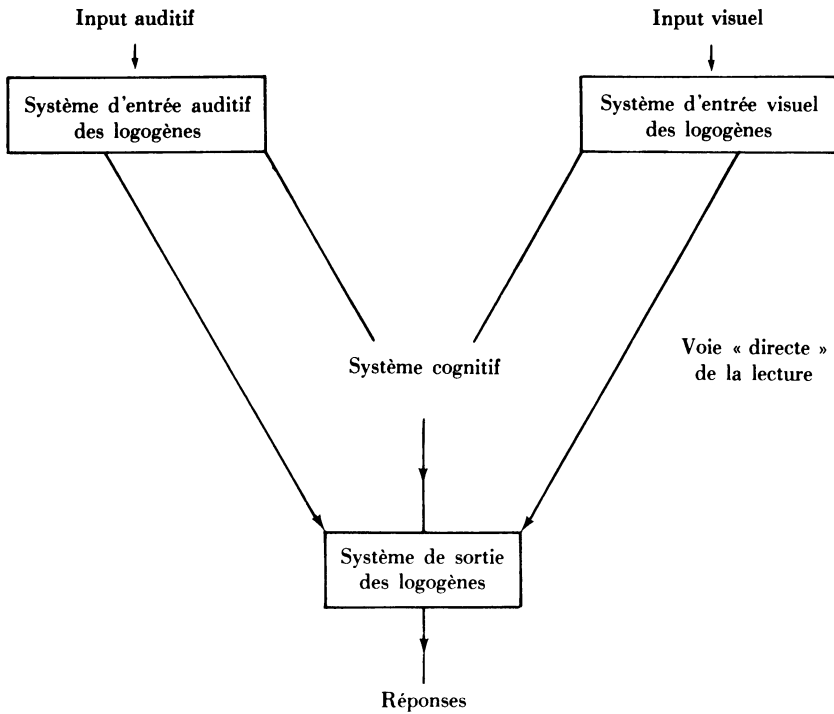 Input auditif
Input visuel
Système d'entrée auditif
des logogènes
Système d'entrée visuel
des logogènes
Système cognitif
Voie « directe »
de la lecture
Système de sortie
des logogènes
Réponses